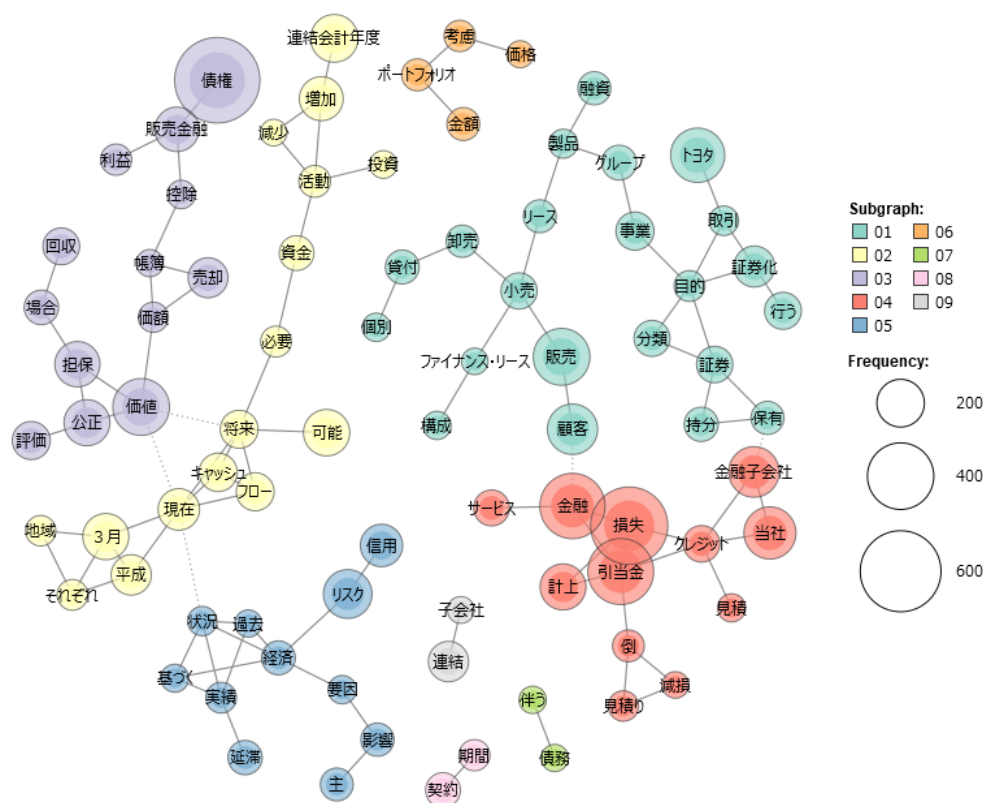 連結会計年度
考慮
価格
ポートフォリオ
金額
債権
販売金融
利益
控除
増加
減少
活動
投資
融資
製品
グループ
トヨタ
回収
場合
帳簿
売却
価額
資金
必要
リース
卸売
貸付
個別
小売
事業
取引
目的
証券化
行う
分類
証券
持分
保有
ファイナンス・リース
販売
構成
顧客
担保
公正
価値
評価
将来
可能
キャッシュ
フロー
現在
地域
3月
平成
それぞれ
サービス
金融
損失
金融子会社
クレジット
当社
引当金
計上
見積
倒
減損
見積り
信用
リスク
状況
過去
経済
基づく
実績
要因
延滞
影響
主
子会社
連結
伴う
債務
期間
契約
Subgraph:
01 06
02 07
03 08
04 09
05
Frequency:
200
400
600